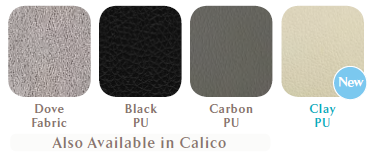 New
Dove
Fabric
Black
PU
Carbon
PU
Clay
PU
Also Available in Calico